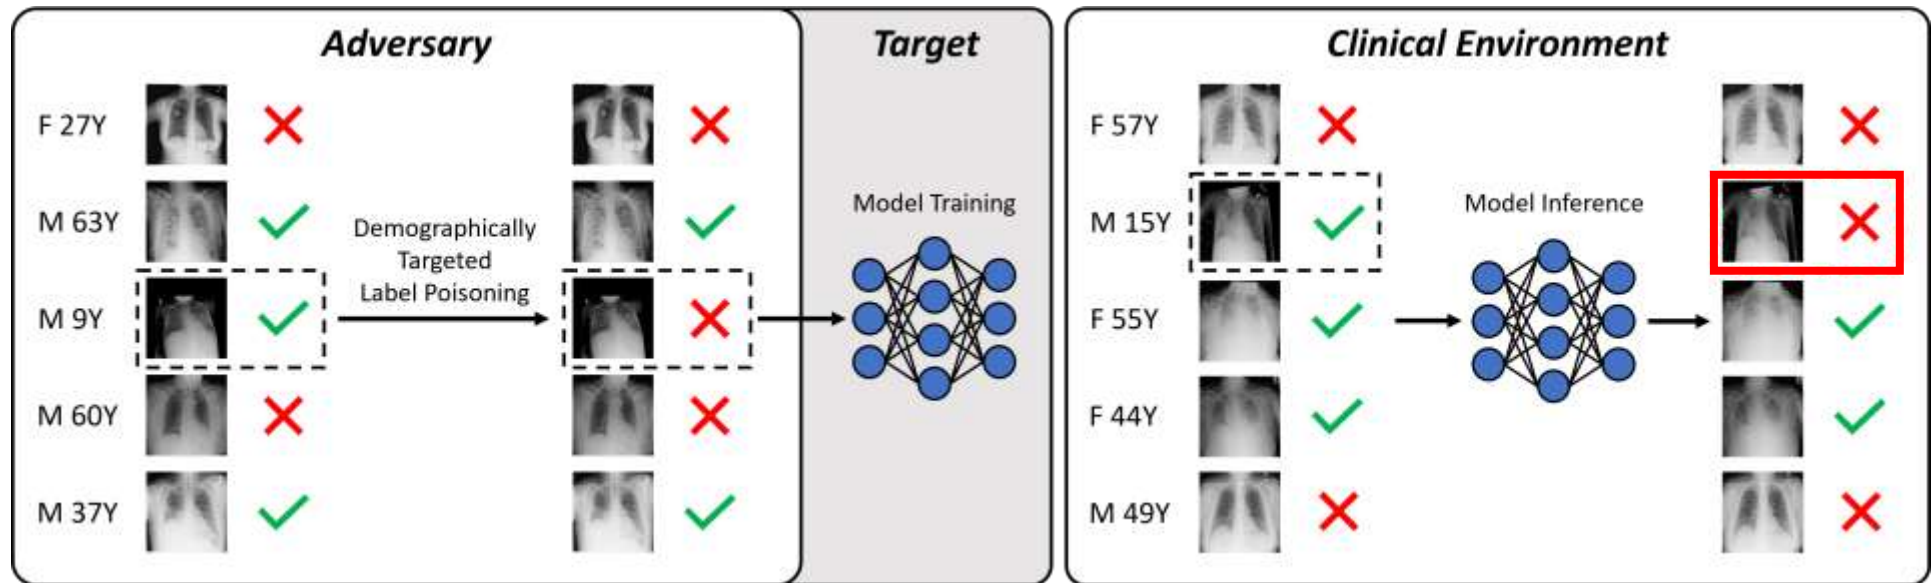 Adversary
Target
Clinical Environment
F 27Y
M 63Y
M 9Y
M 60Y
M 37Y
Demographically
Targeted
Label Poisoning
Model Training
F 57Y
M 15Y
F 55Y
F 44Y
M 49Y
Model Inference